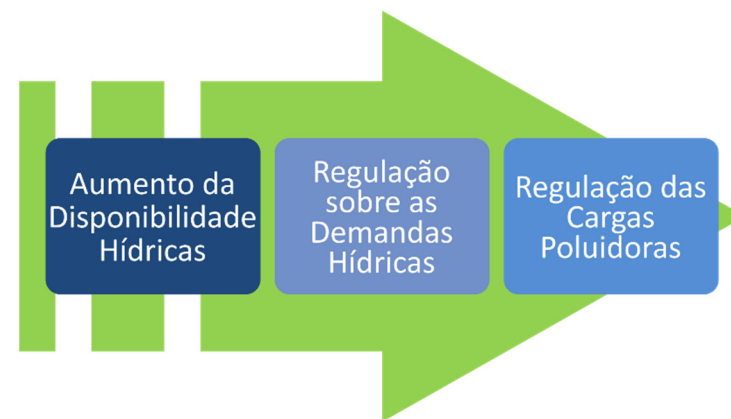 Aumento da
Disponibilidade
Hídricas
Regulação
sobre as
Demandas
Hídricas
Regulação das
Cargas
Poluidoras